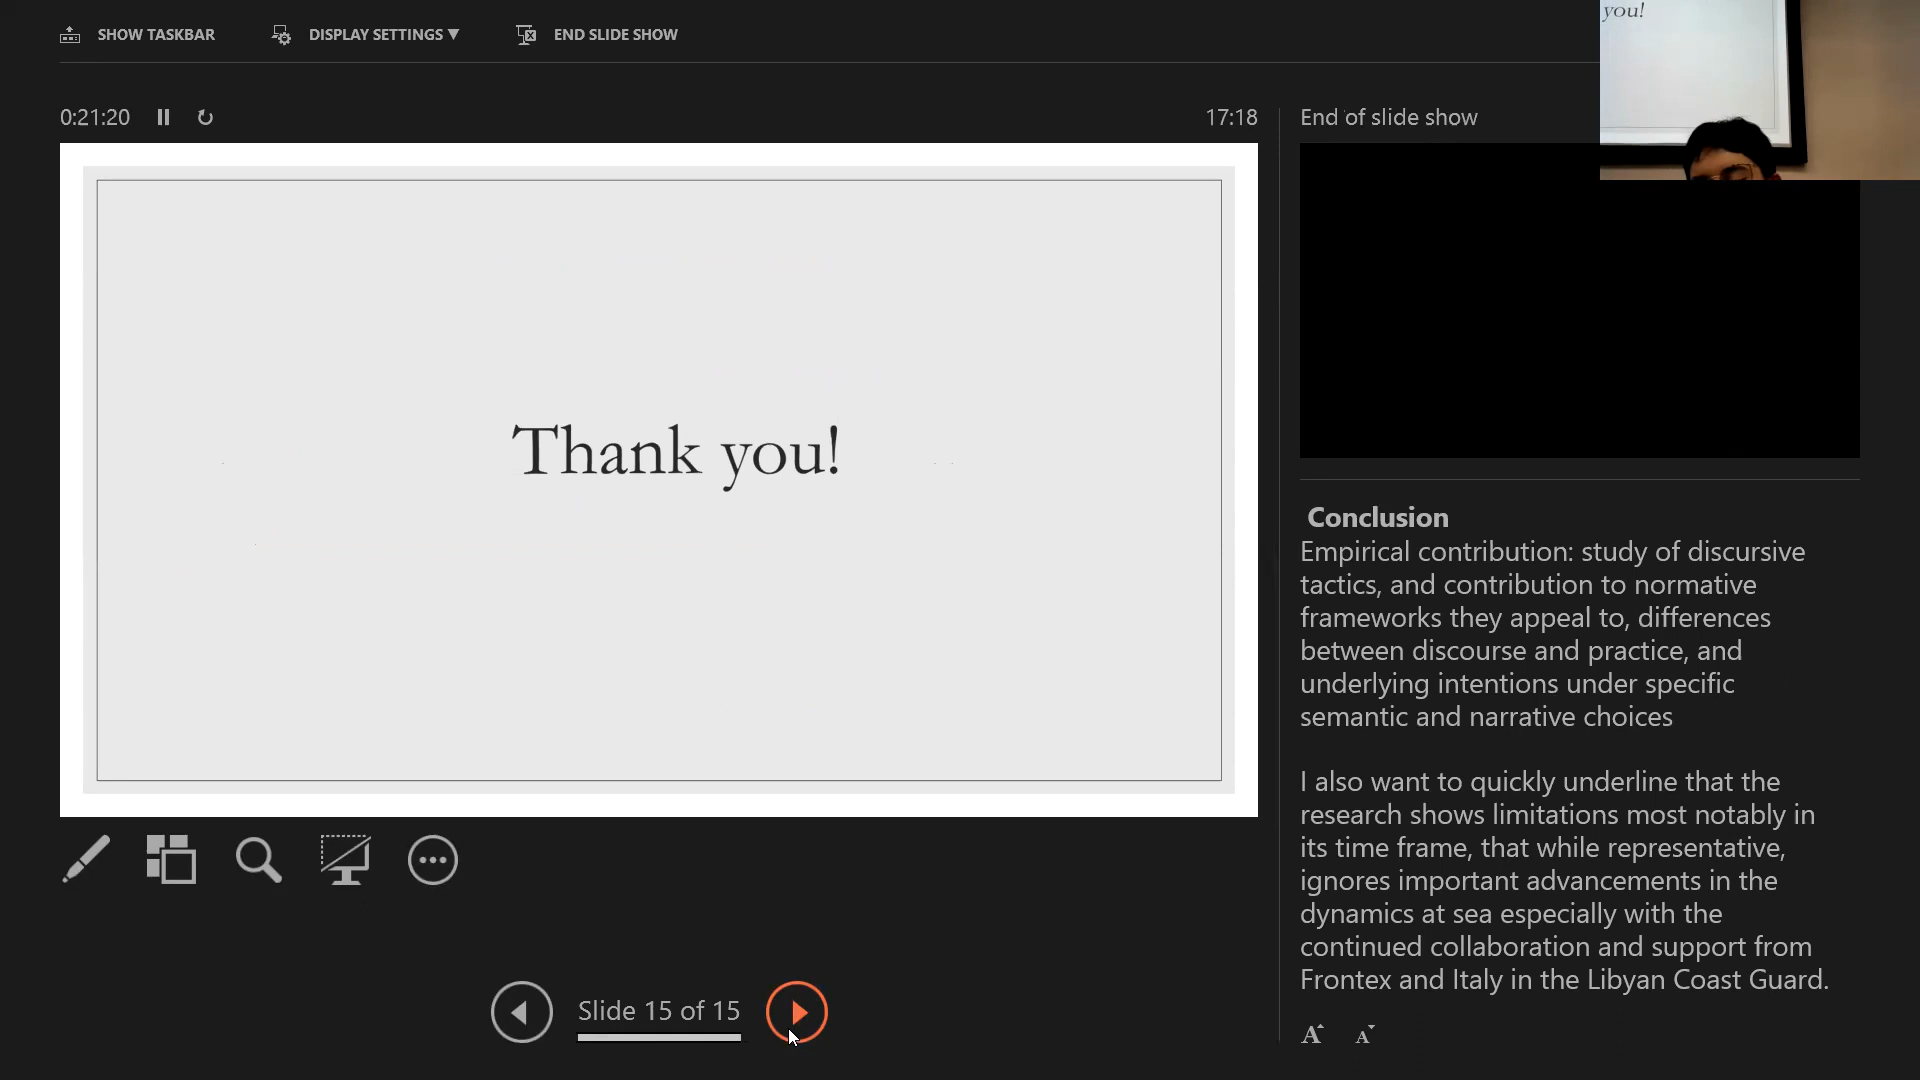 SHOW TASKBAR
DISPLAY SETTINGS ▼
END SLIDE SHOW
you!
0:21:20
17:18
End of slide show
Thank you!
Conclusion
Empirical contribution: study of discursive
tactics, and contribution to normative
frameworks they appeal to, differences
between discourse and practice, and
underlying intentions under specific
semantic and narrative choices
I also want to quickly underline that the
research shows limitations most notably in
its time frame, that while representative,
ignores important advancements in the
dynamics at sea especially with the
continued collaboration and support from
Frontex and Italy in the Libyan Coast Guard.
Slide 15 of 15
A A